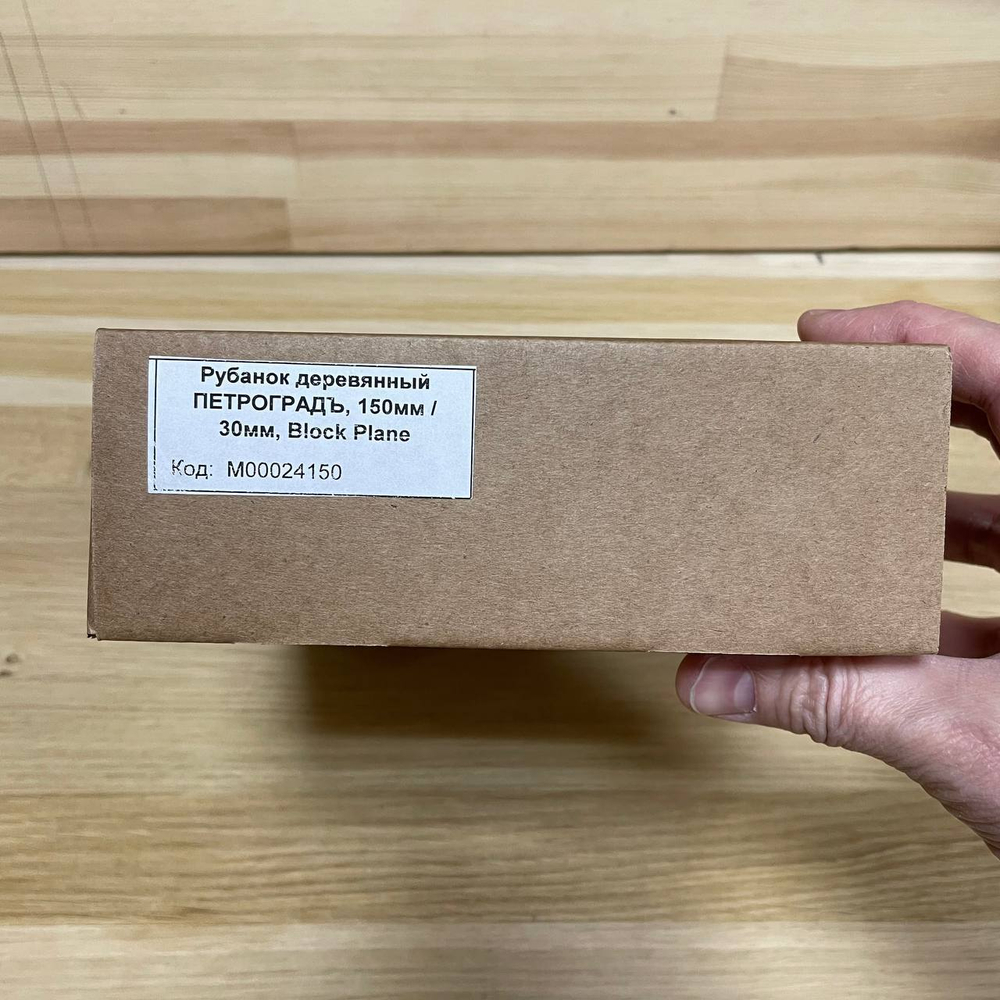 Рубанок деревянный
ПЕТРОГРАДЪ, 150мм /
30мм, Block Plane
Код: М00024150